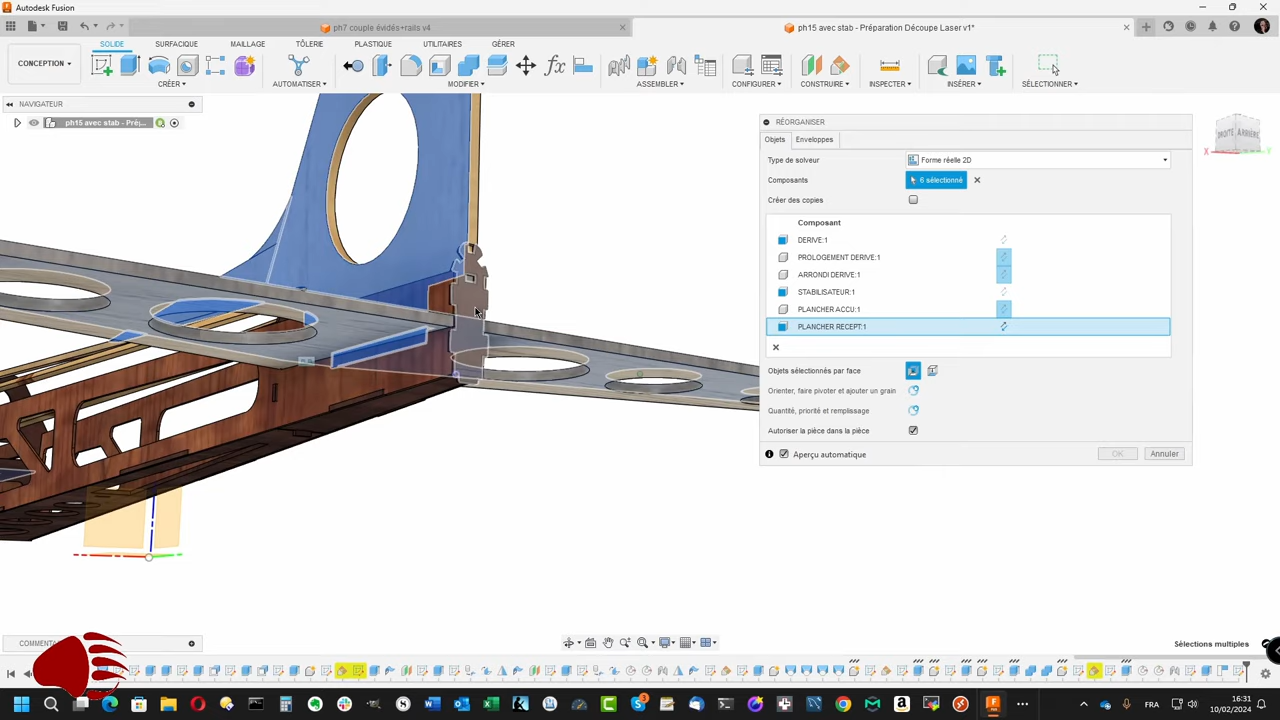 Autodesk Fusion
ph7 couple évidés+rails v4
ph15 avec stab - Préparation Découpe Laser v1*
CONCEPTION
SOLIDE
SURFACIQUE
MAILLAGE
TÔLERIE
PLASTIQUE
UTILITAIRES
GÉRER
CRÉER
AUTOMATISER
MODIFIER
ASSEMBLER
CONFIGURER
CONSTRUIRE
INSPECTER
INSÉRER
SÉLECTIONNER
NAVIGATEUR
ph15 avec stab - Prép...
RÉORGANISER
Objets
Enveloppes
Type de solveur
Forme réelle 2D
Composants
6 sélectionné
Créer des copies
Composant
DERIVE:1
PROLOGEMENT DERIVE:1
ARRONDI DERIVE:1
STABILISATEUR:1
PLANCHER ACCU:1
PLANCHER RECEPT:1
Objets sélectionnés par face
Orienter, faire pivoter et ajouter un grain
Quantité, priorité et remplissage
Autoriser la pièce dans la pièce
Aperçu automatique
OK
Annuler
DROITE
ARRIÈRE
X
Sélections multiples
FRA
16:31
10/02/2024